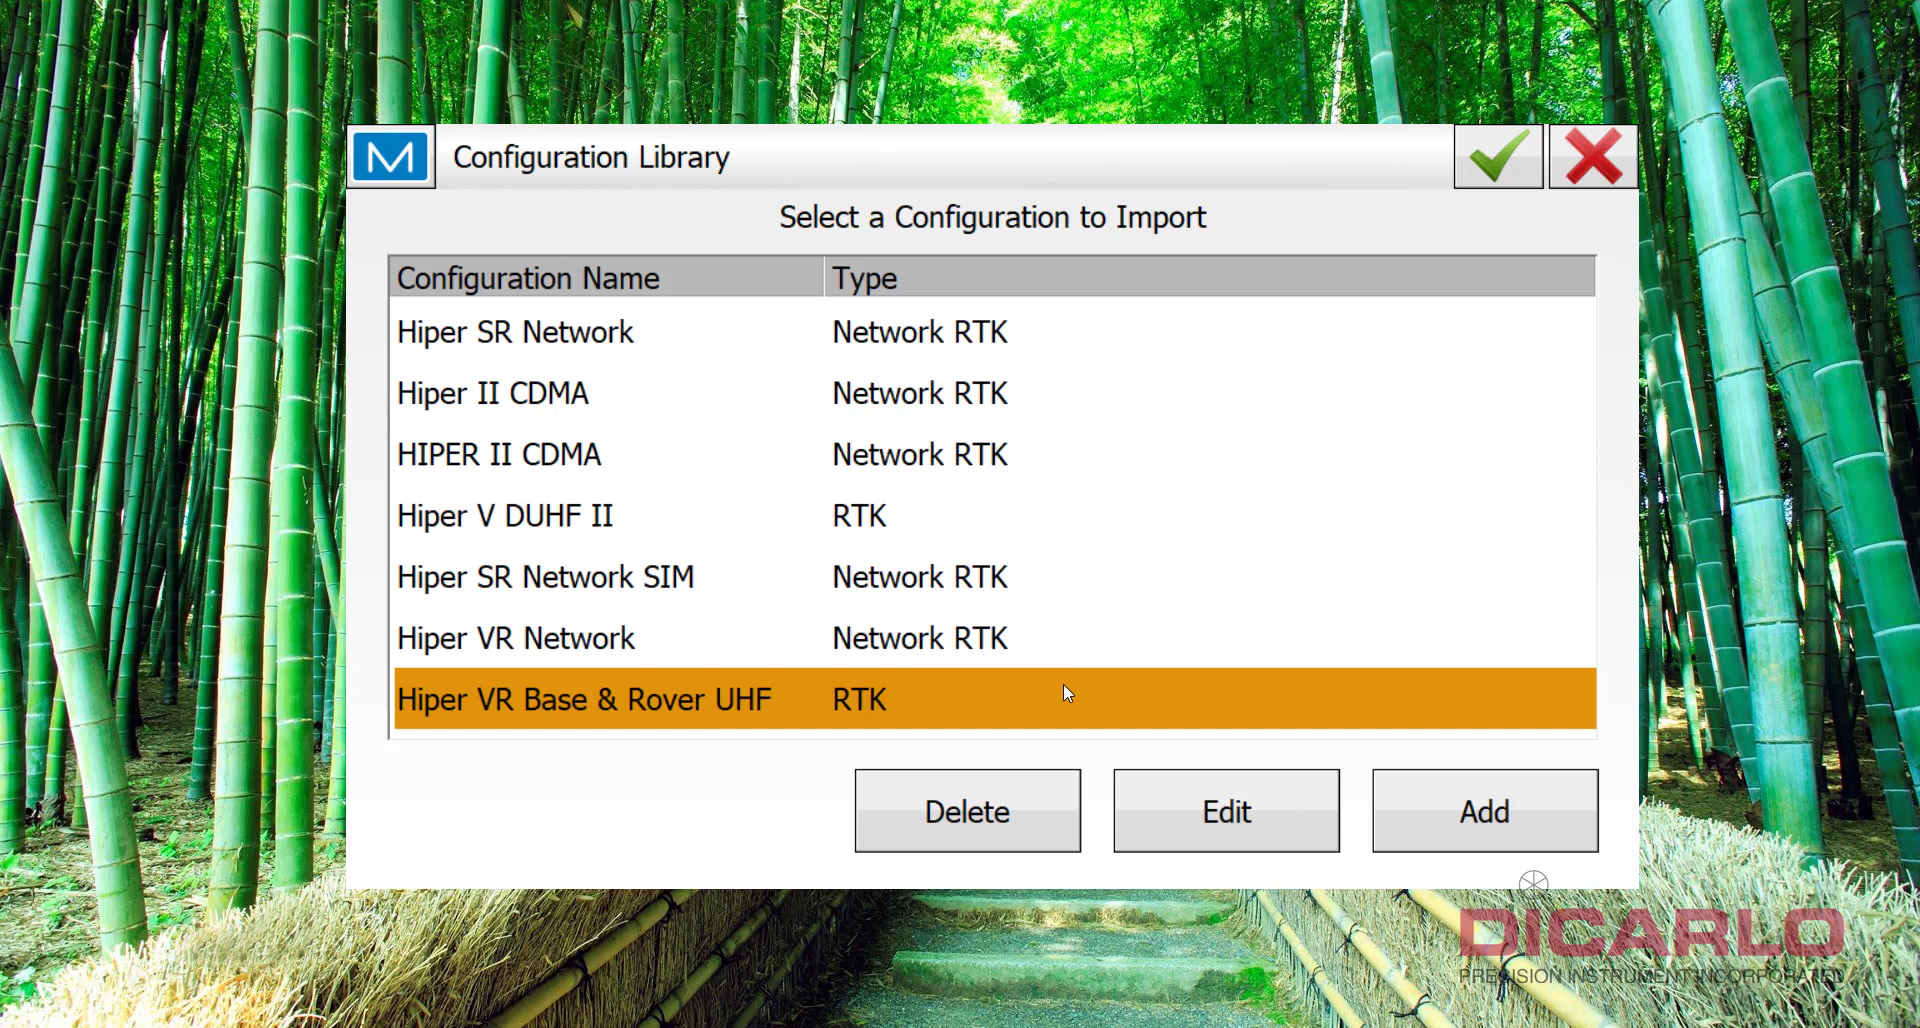 Configuration Library
Select a Configuration to Import
Configuration Name Type
Hiper SR Network Network RTK
Hiper II CDMA Network RTK
HIPER II CDMA Network RTK
Hiper V DUHF II RTK
Hiper SR Network SIM Network RTK
Hiper VR Network Network RTK
Hiper VR Base & Rover UHF RTK
Delete Edit Add
DICARLO
PRECISION INSTRUMENT INCORPORATED